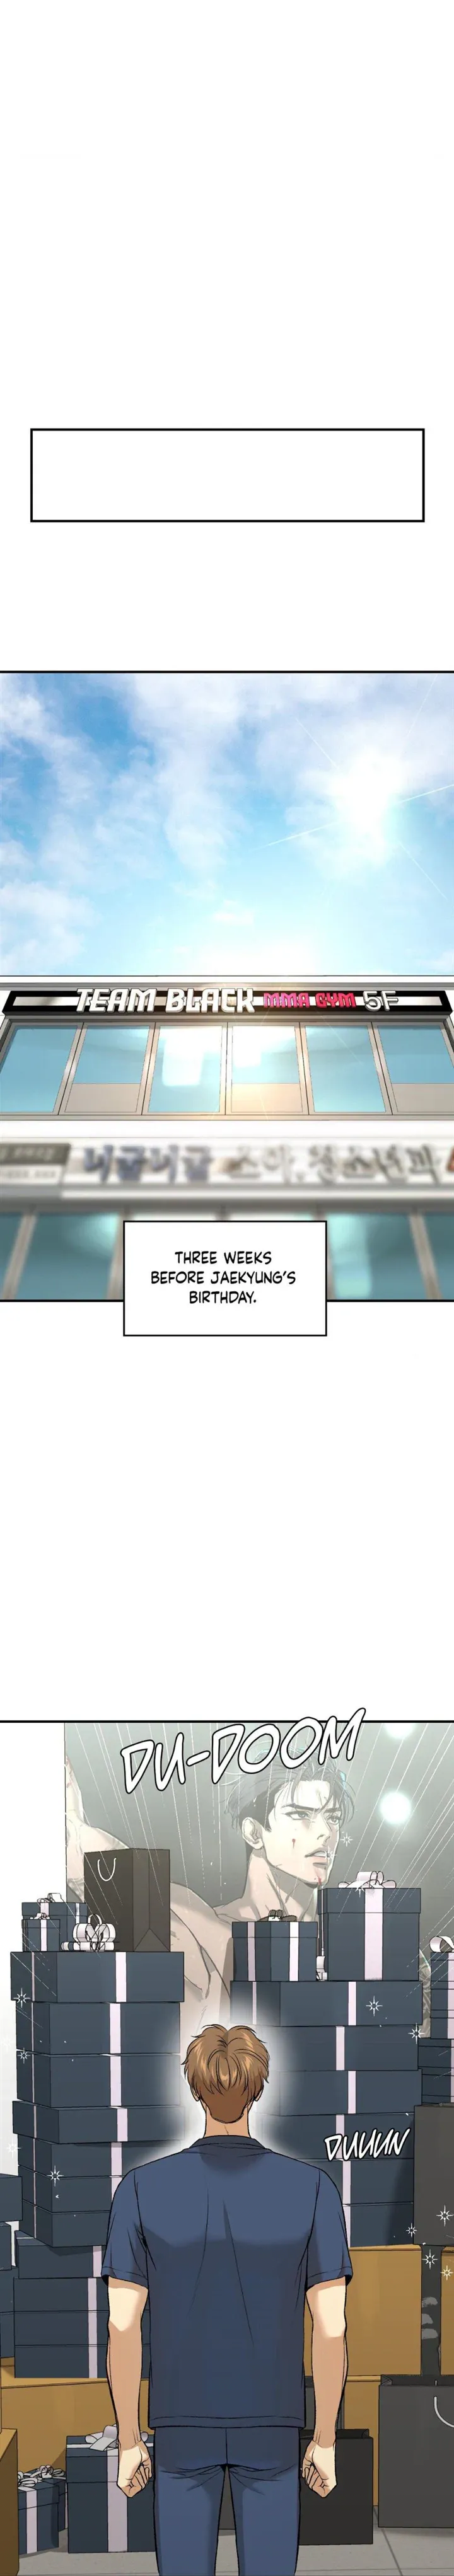 TEAM BLACK MMA GYM 5F
THREE WEEKS
BEFORE JAEKYUNG'S
BIRTHDAY.
DU-DOOM
DUUUN